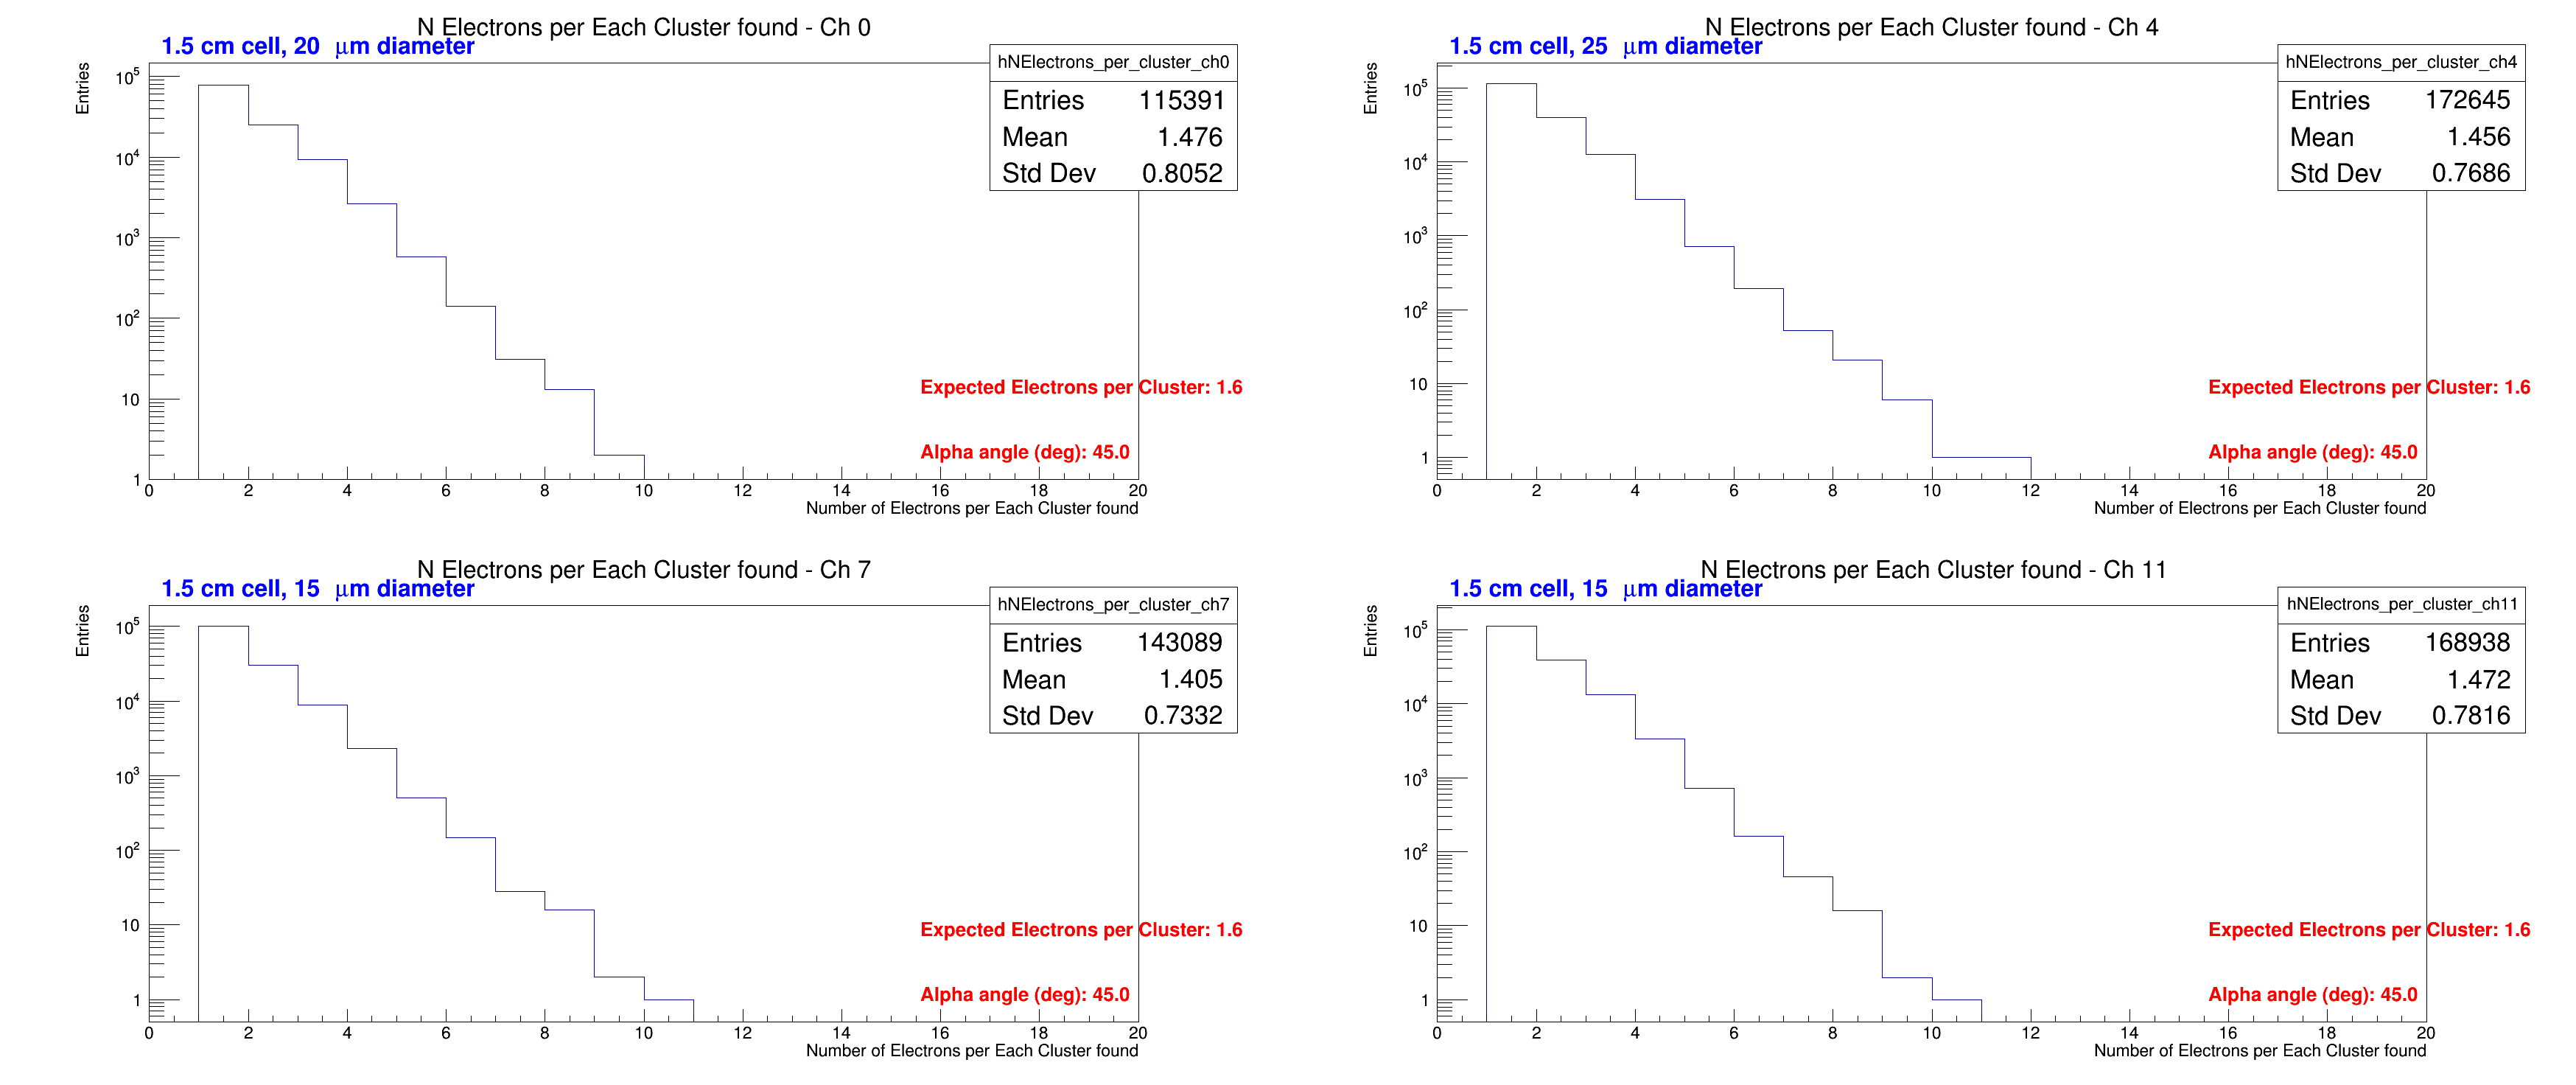 N Electrons per Each Cluster found - Ch 0
1.5 cm cell, 20 μm diameter
Entries
hNElectrons_per_cluster_ch0
Entries 115391
Mean 1.476
Std Dev 0.8052
10^5
10^4
10^3
10^2
10
1
Expected Electrons per Cluster: 1.6
Alpha angle (deg): 45.0
0 2 4 6 8 10 12 14 16 18 20
Number of Electrons per Each Cluster found
N Electrons per Each Cluster found - Ch 4
1.5 cm cell, 25 μm diameter
Entries
hNElectrons_per_cluster_ch4
Entries 172645
Mean 1.456
Std Dev 0.7686
10^5
10^4
10^3
10^2
10
1
Expected Electrons per Cluster: 1.6
Alpha angle (deg): 45.0
0 2 4 6 8 10 12 14 16 18 20
Number of Electrons per Each Cluster found
N Electrons per Each Cluster found - Ch 7
1.5 cm cell, 15 μm diameter
Entries
hNElectrons_per_cluster_ch7
Entries 143089
Mean 1.405
Std Dev 0.7332
10^5
10^4
10^3
10^2
10
1
Expected Electrons per Cluster: 1.6
Alpha angle (deg): 45.0
0 2 4 6 8 10 12 14 16 18 20
Number of Electrons per Each Cluster found
N Electrons per Each Cluster found - Ch 11
1.5 cm cell, 15 μm diameter
Entries
hNElectrons_per_cluster_ch11
Entries 168938
Mean 1.472
Std Dev 0.7816
10^5
10^4
10^3
10^2
10
1
Expected Electrons per Cluster: 1.6
Alpha angle (deg): 45.0
0 2 4 6 8 10 12 14 16 18 20
Number of Electrons per Each Cluster found